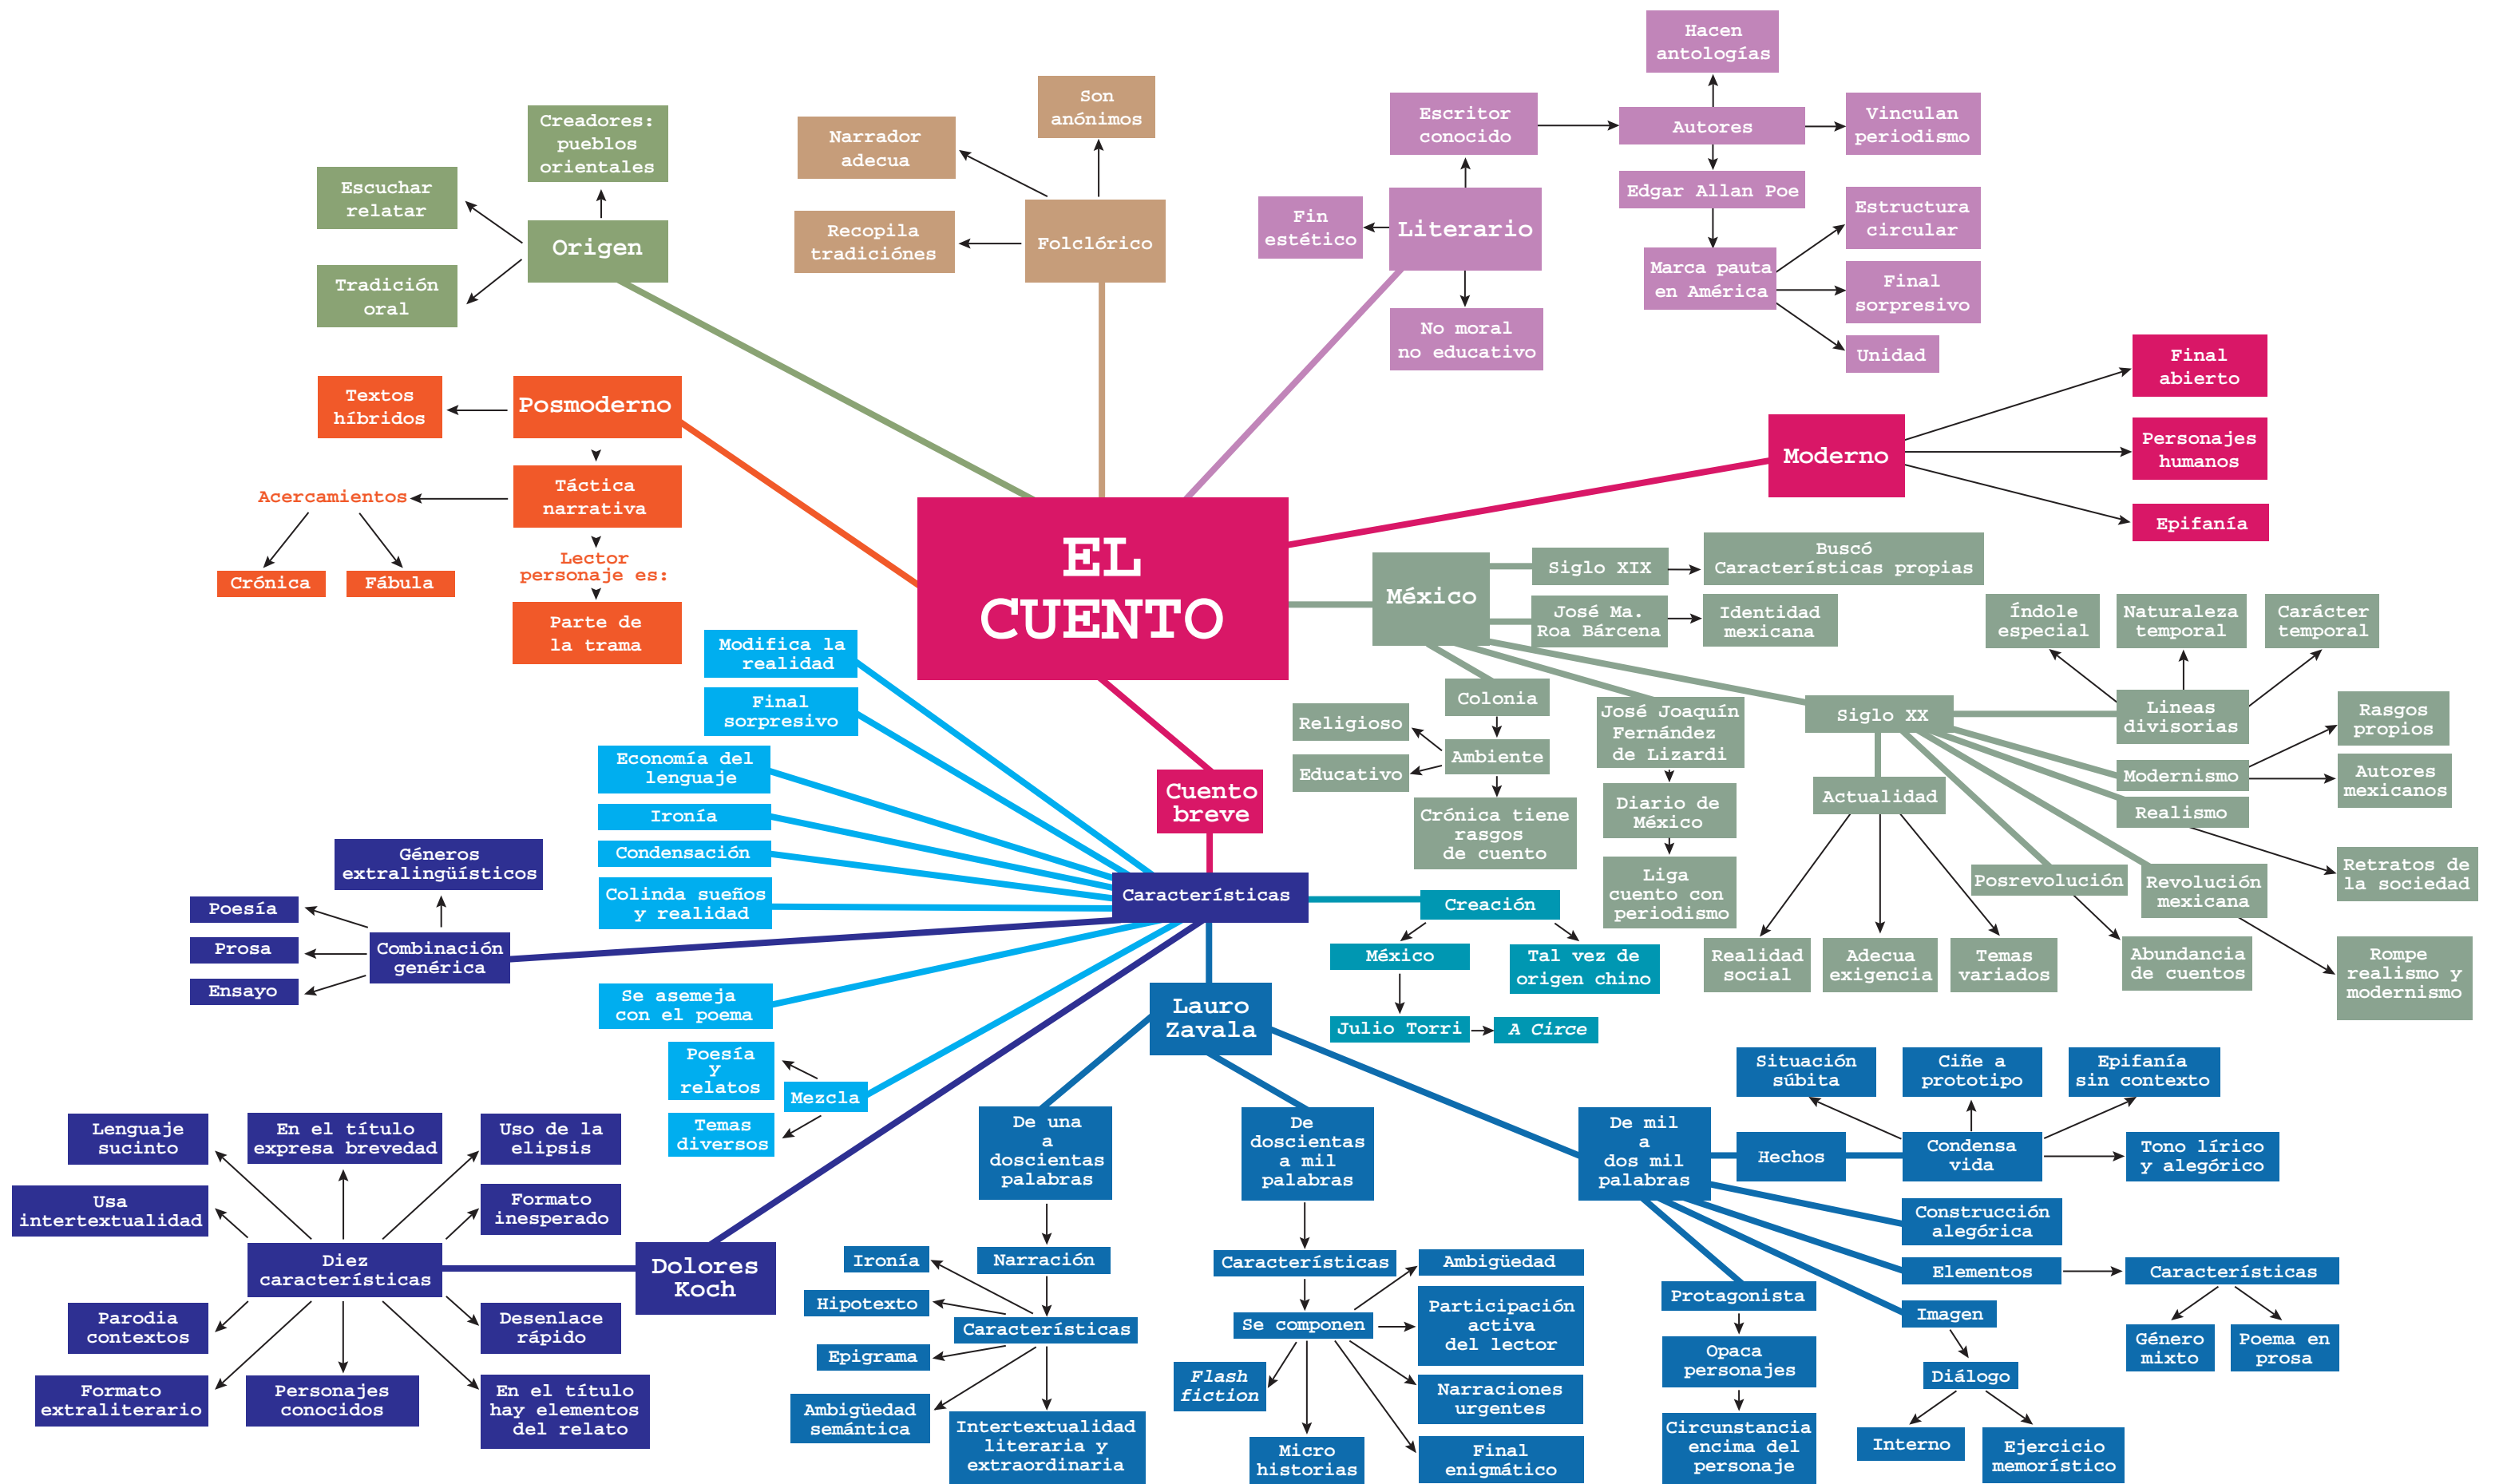 EL
CUENTO
Origen
Creadores:
pueblos
orientales
Escuchar
relatar
Tradición
oral
Folclórico
Son
anónimos
Narrador
adecua
Recopila
tradiciónes
Literario
Escritor
conocido
Fin
estético
No moral
no educativo
Autores
Hacen
antologías
Vinculan
periodismo
Edgar Allan Poe
Marca pauta
en América
Estructura
circular
Final
sorpresivo
Unidad
Moderno
Final
abierto
Personajes
humanos
Epifanía
Posmoderno
Textos
híbridos
Táctica
narrativa
Acercamientos
Crónica
Fábula
Lector
personaje es:
Parte de
la trama
México
Siglo XIX
Buscó
Características propias
José Ma.
Roa Bárcena
Identidad
mexicana
Colonia
Ambiente
Religioso
Educativo
Crónica tiene
rasgos
de cuento
José Joaquín
Fernández
de Lizardi
Diario de
México
Liga
cuento con
periodismo
Siglo XX
Lineas
divisorias
Índole
especial
Naturaleza
temporal
Carácter
temporal
Modernismo
Rasgos
propios
Autores
mexicanos
Realismo
Retratos de
la sociedad
Revolución
mexicana
Rompe
realismo y
modernismo
Posrevolución
Abundancia
de cuentos
Actualidad
Realidad
social
Adecua
exigencia
Temas
variados
Cuento
breve
Características
Modifica la
realidad
Final
sorpresivo
Economía del
lenguaje
Ironía
Condensación
Colinda sueños
y realidad
Combinación
genérica
Géneros
extralingüísticos
Poesía
Prosa
Ensayo
Se asemeja
con el poema
Mezcla
Poesía
y
relatos
Temas
diversos
Creación
México
Tal vez de
origen chino
Julio Torri
A Circe
Dolores
Koch
Diez
características
Lenguaje
sucinto
En el título
expresa brevedad
Uso de la
elipsis
Usa
intertextualidad
Formato
inesperado
Parodia
contextos
Desenlace
rápido
Formato
extraliterario
Personajes
conocidos
En el título
hay elementos
del relato
Lauro
Zavala
De una
a
doscientas
palabras
Narración
Características
Ironía
Hipotexto
Epigrama
Ambigüedad
semántica
Intertextualidad
literaria y
extraordinaria
De
doscientas
a mil
palabras
Características
Se componen
Ambigüedad
Participación
activa
del lector
Narraciones
urgentes
Final
enigmático
Micro
historias
Flash
fiction
De mil
a
dos mil
palabras
Hechos
Condensa
vida
Situación
súbita
Ciñe a
prototipo
Epifanía
sin contexto
Tono lírico
y alegórico
Construcción
alegórica
Elementos
Características
Género
mixto
Poema en
prosa
Imagen
Diálogo
Interno
Ejercicio
memorístico
Protagonista
Opaca
personajes
Circunstancia
encima del
personaje